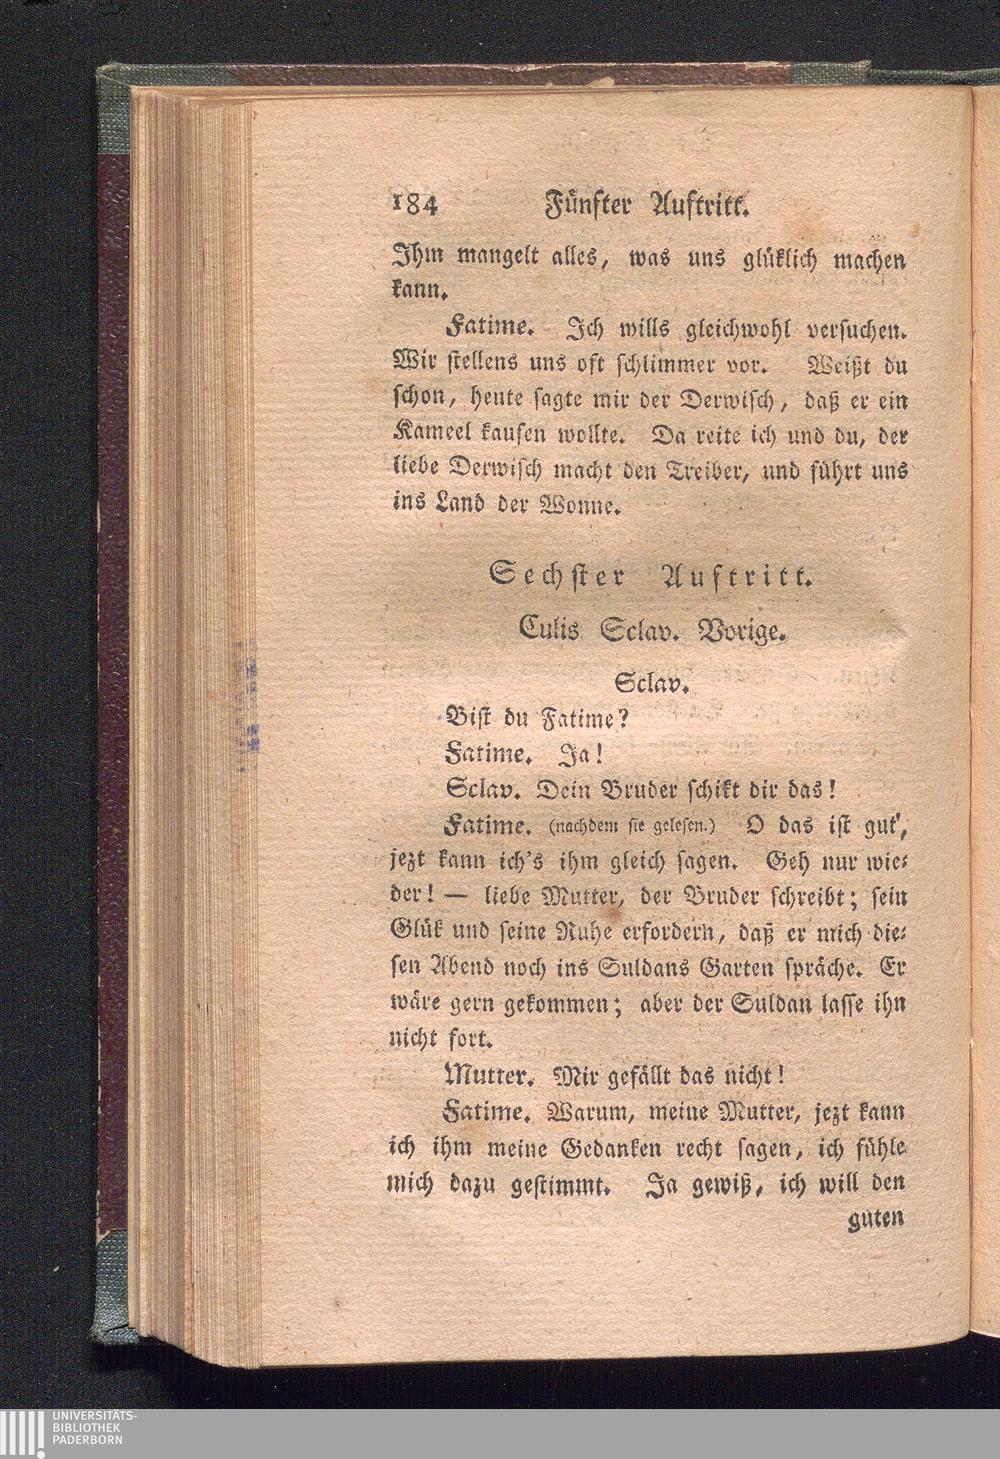 184 Fünfter Auftritt.
Ihm mangelt alles, was uns glüklich machen
kann.
Fatime. Ich wills gleichwohl versuchen.
Wir stellens uns oft schlimmer vor. Weißt du
schon, heute sagte mir der Derwisch, daß er ein
Kameel kaufen wollte. Da reite ich und du, der
liebe Derwisch macht den Treiber, und führt uns
ins Land der Wonne.
Sechster Auftritt.
Culis Sclav. Vorige.
Sclav.
Bist du Fatime?
Fatime. Ja!
Sclav. Dein Bruder schikt dir das!
Fatime. (nachdem sie gelesen.) O das ist gut,
jezt kann ich's ihm gleich sagen. Geh nur wie-
der! — liebe Mutter, der Bruder schreibt; sein
Glük und seine Ruhe erfordern, daß er mich die-
sen Abend noch ins Suldans Garten spräche. Er
wäre gern gekommen; aber der Suldan lasse ihn
nicht fort.
Mutter. Mir gefällt das nicht!
Fatime. Warum, meine Mutter, jezt kann
ich ihm meine Gedanken recht sagen, ich fühle
mich dazu gestimmt. Ja gewiß, ich will den
guten
UNIVERSITÄTS-
BIBLIOTHEK
PADERBORN